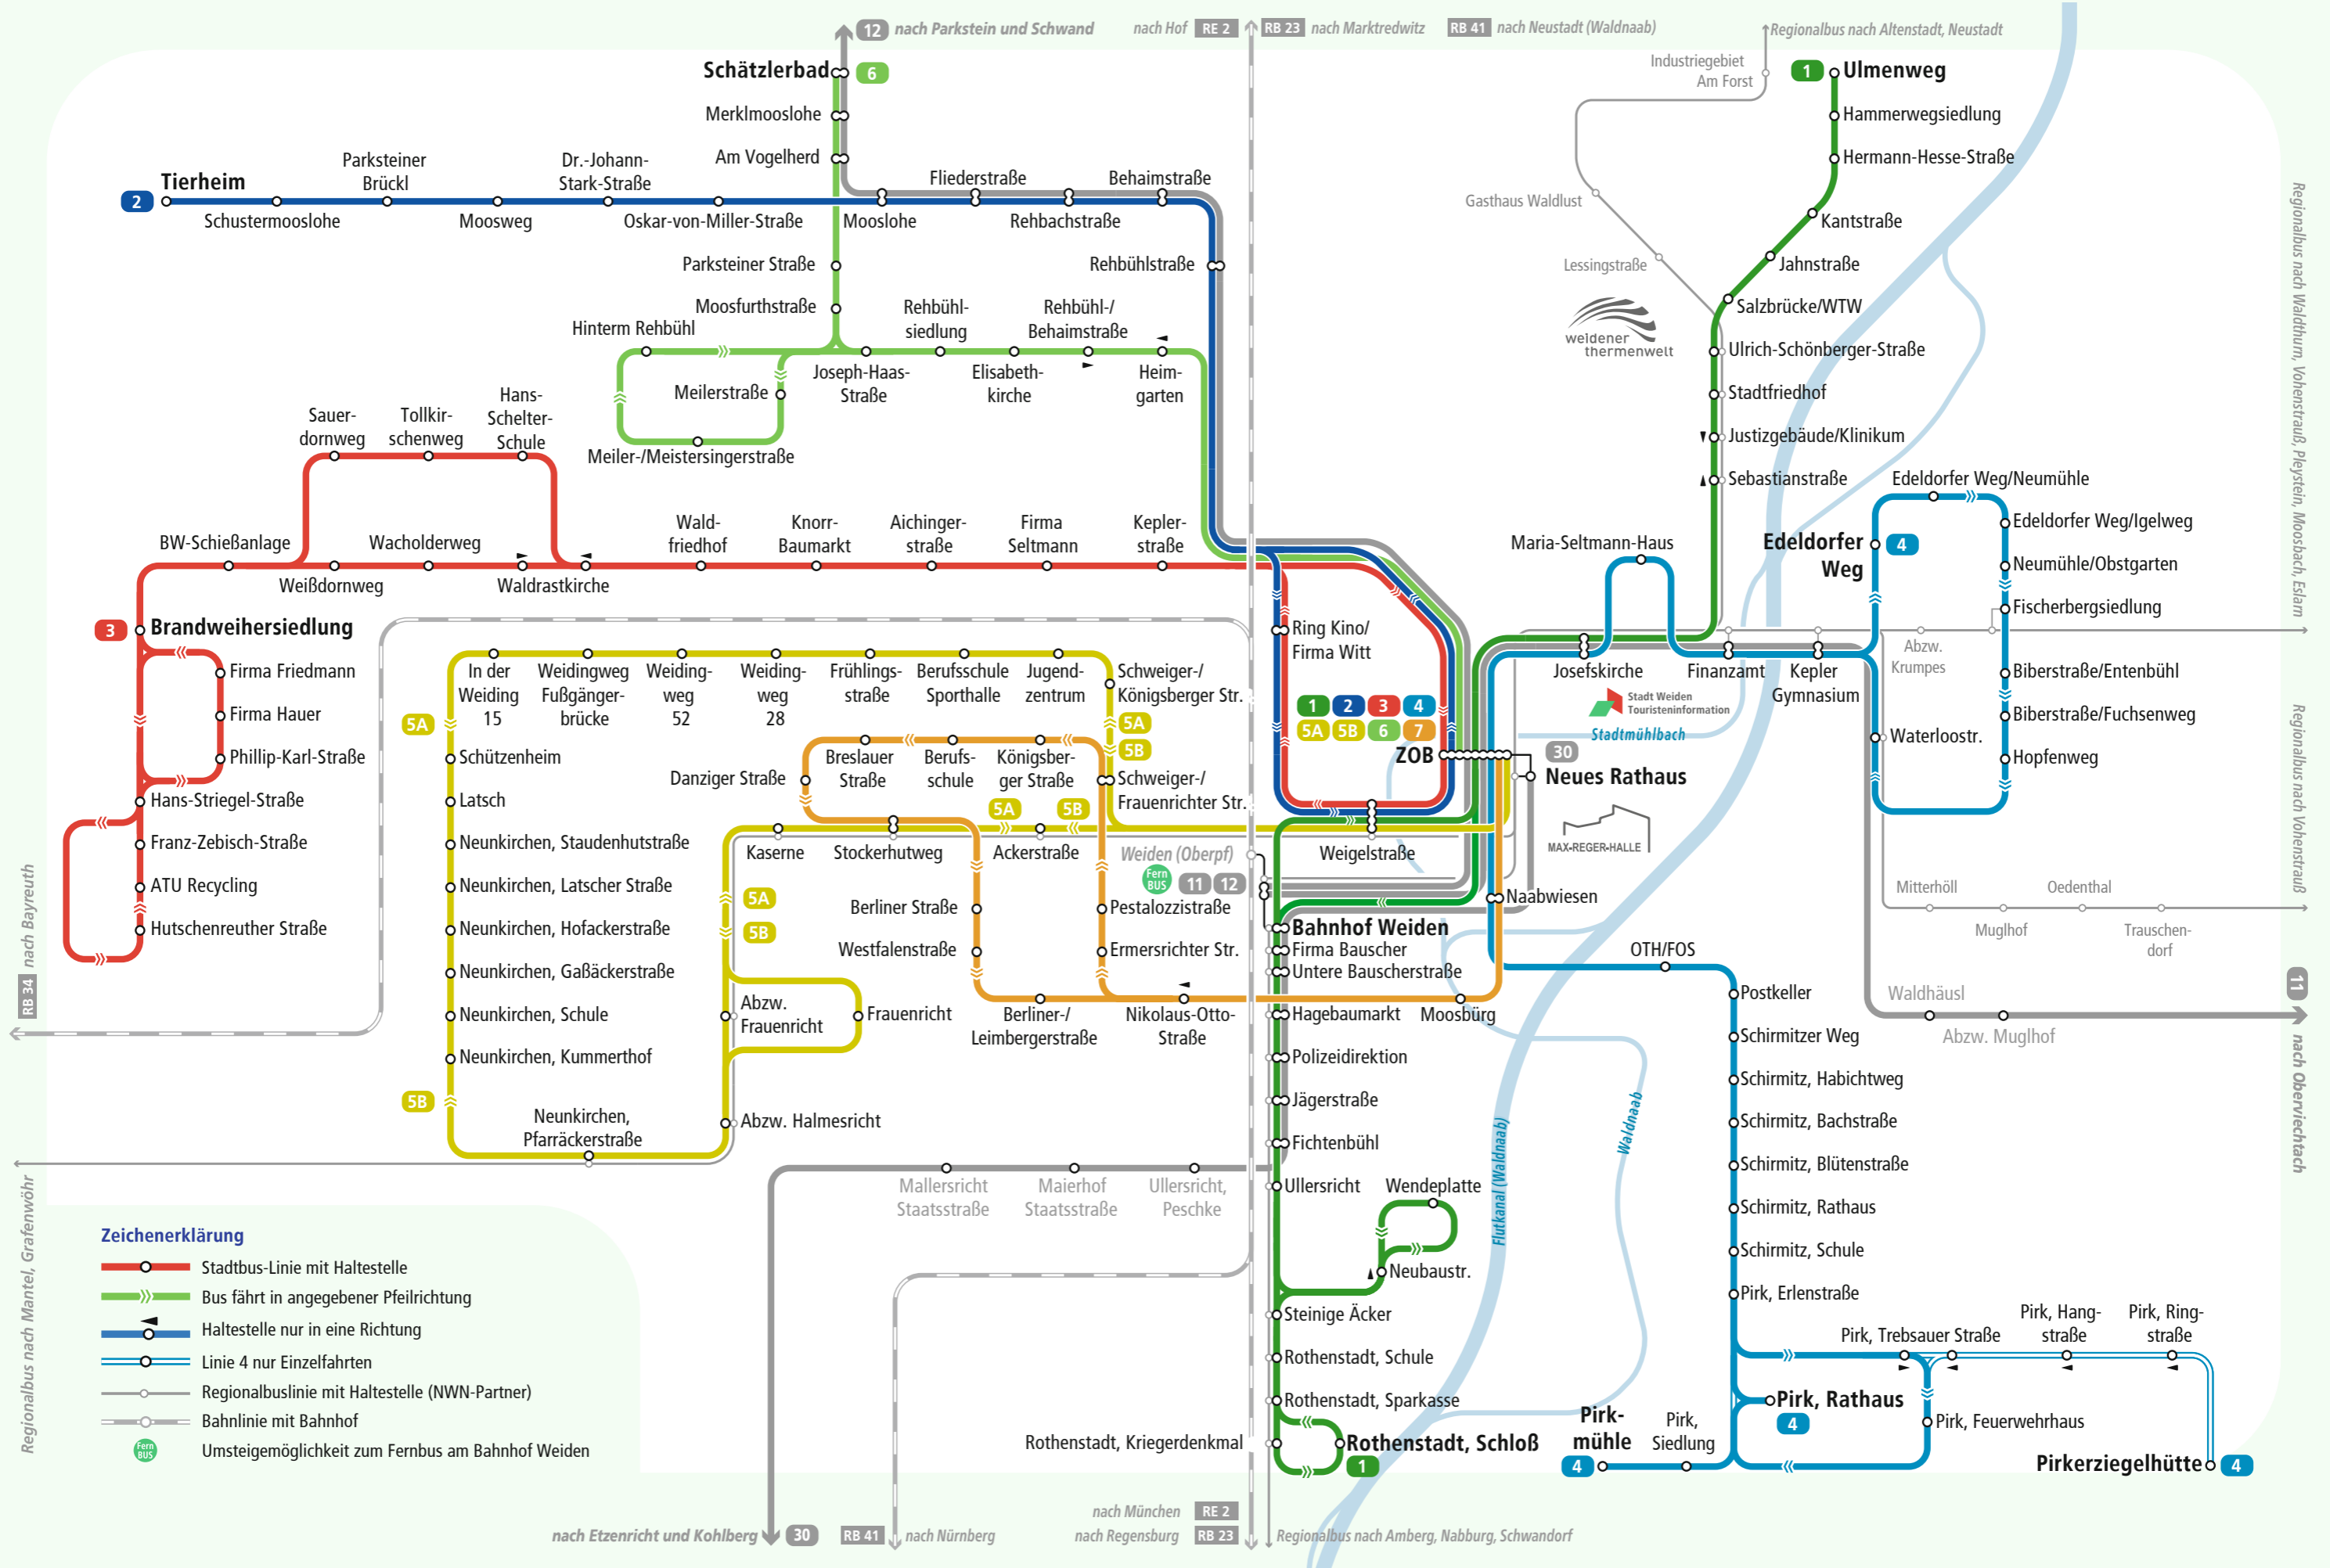 12 nach Parkstein und Schwand
nach Hof RE 2
RB 23 nach Marktredwitz
RB 41 nach Neustadt (Waldnaab)
Regionalbus nach Altenstadt, Neustadt
Industriegebiet
Am Forst
Gasthaus Waldlust
Lessingstraße
weidener
thermenwelt
Schätzlerbad
6
Merklmooslohe
Am Vogelherd
2
Tierheim
Schustermooslohe
Parksteiner
Brückl
Moosweg
Dr.-Johann-
Stark-Straße
Oskar-von-Miller-Straße
Mooslohe
Fliederstraße
Rehbachstraße
Behaimstraße
Rehbühlstraße
Parksteiner Straße
Moosfurthstraße
Hinterm Rehbühl
Meilerstraße
Meiler-/Meistersingerstraße
Joseph-Haas-
Straße
Rehbühl-
siedlung
Elisabeth-
kirche
Rehbühl-/
Behaimstraße
Heim-
garten
1
Ulmenweg
Hammerwegsiedlung
Hermann-Hesse-Straße
Kantstraße
Jahnstraße
Salzbrücke/WTW
Ulrich-Schönberger-Straße
Stadtfriedhof
Justizgebäude/Klinikum
Sebastianstraße
Regionalbus nach Waldthurn, Vohenstrauß, Pleystein, Moosbach, Eslarn
Sauer-
dornweg
Tollkir-
schenweg
Hans-
Schelter-
Schule
BW-Schießanlage
Weißdornweg
Wacholderweg
Waldrastkirche
Wald-
friedhof
Knorr-
Baumarkt
Aichinger-
straße
Firma
Seltmann
Kepler-
straße
3
Brandweihersiedlung
Firma Friedmann
Firma Hauer
Phillip-Karl-Straße
Hans-Striegel-Straße
Franz-Zebisch-Straße
ATU Recycling
Hutschenreuther Straße
RB 34 nach Bayreuth
In der
Weiding
15
Weidingweg
Fußgänger-
brücke
Weiding-
weg
52
Weiding-
weg
28
Frühlings-
straße
Berufsschule
Sporthalle
Jugend-
zentrum
Schweiger-/
Königsberger Str.
5A
5A
5B
Schützenheim
Latsch
Neunkirchen, Staudenhutstraße
Neunkirchen, Latscher Straße
Neunkirchen, Hofackerstraße
Neunkirchen, Gaßäckerstraße
Neunkirchen, Schule
Neunkirchen, Kummerthof
5B
Neunkirchen,
Pfarräckerstraße
Abzw. Halmesricht
Abzw.
Frauenricht
Frauenricht
5A
5B
Danziger Straße
Breslauer
Straße
Berufs-
schule
Königsber-
ger Straße
Schweiger-/
Frauenrichter Str.
5A
5B
Kaserne
Stockerhutweg
Ackerstraße
Berliner Straße
Westfalenstraße
Berliner-/
Leimbergerstraße
Pestalozzistraße
Ermersrichter Str.
Nikolaus-Otto-
Straße
Moosbürg
Weiden (Oberpf)
Fern
BUS
11 12
Ring Kino/
Firma Witt
1 2 3 4
5A 5B 6 7
ZOB
30
Neues Rathaus
MAX-REGER-HALLE
Weigelstraße
Naabwiesen
Maria-Seltmann-Haus
Josefskirche
Stadt Weiden
Touristeninformation
Stadtmühlbach
Finanzamt
Kepler
Gymnasium
Edeldorfer
Weg
4
Edeldorfer Weg/Neumühle
Edeldorfer Weg/Igelweg
Neumühle/Obstgarten
Fischerbergsiedlung
Abzw.
Krumpes
Biberstraße/Entenbühl
Biberstraße/Fuchsenweg
Hopfenweg
Waterloostr.
Regionalbus nach Vohenstrauß
Mitterhöll
Muglhof
Oedenthal
Trauschen-
dorf
Waldhäusl
Abzw. Muglhof
11 nach Oberviechtach
Bahnhof Weiden
Firma Bauscher
Untere Bauscherstraße
Hagebaumarkt
Polizeidirektion
Jägerstraße
Fichtenbühl
Ullersricht
Wendeplatte
Neubaustr.
Steinige Äcker
Rothenstadt, Schule
Rothenstadt, Sparkasse
Rothenstadt, Kriegerdenkmal
Rothenstadt, Schloß
1
Mallersricht
Staatsstraße
Maierhof
Staatsstraße
Ullersricht,
Peschke
Flutkanal (Waldnaab)
Waldnaab
OTH/FOS
Postkeller
Schirmitzer Weg
Schirmitz, Habichtweg
Schirmitz, Bachstraße
Schirmitz, Blütenstraße
Schirmitz, Rathaus
Schirmitz, Schule
Pirk, Erlenstraße
Pirk, Trebsauer Straße
Pirk, Hang-
straße
Pirk, Ring-
straße
Pirk, Rathaus
4
Pirk, Feuerwehrhaus
Pirk-
mühle
4
Pirk,
Siedlung
Pirkerziegelhütte 4
Regionalbus nach Mantel, Grafenwöhr
Zeichenerklärung
Stadtbus-Linie mit Haltestelle
Bus fährt in angegebener Pfeilrichtung
Haltestelle nur in eine Richtung
Linie 4 nur Einzelfahrten
Regionalbuslinie mit Haltestelle (NWN-Partner)
Bahnlinie mit Bahnhof
Fern
BUS
Umsteigemöglichkeit zum Fernbus am Bahnhof Weiden
nach Etzenricht und Kohlberg 30
RB 41 nach Nürnberg
nach München RE 2
nach Regensburg RB 23
Regionalbus nach Amberg, Nabburg, Schwandorf